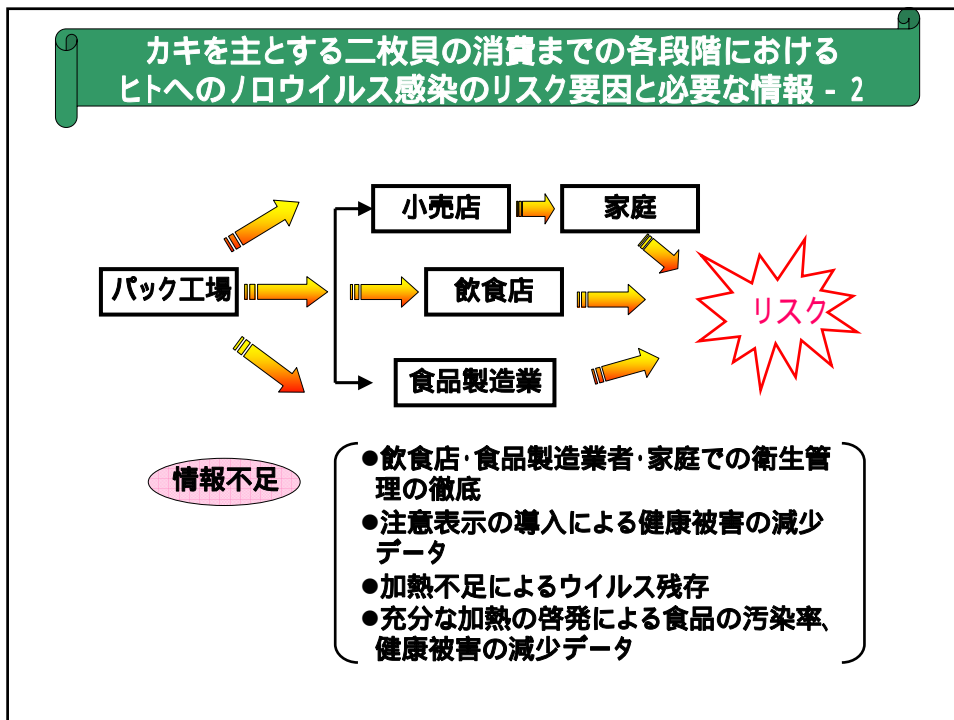 カキを主とする二枚貝の消費までの各段階における
ヒトへのノロウイルス感染のリスク要因と必要な情報 - 2
小売店
家庭
パック工場
飲食店
リスク
食品製造業
情報不足
●飲食店・食品製造業者・家庭での衛生管
理の徹底
●注意表示の導入による健康被害の減少
データ
●加熱不足によるウイルス残存
●充分な加熱の啓発による食品の汚染率、
健康被害の減少データ